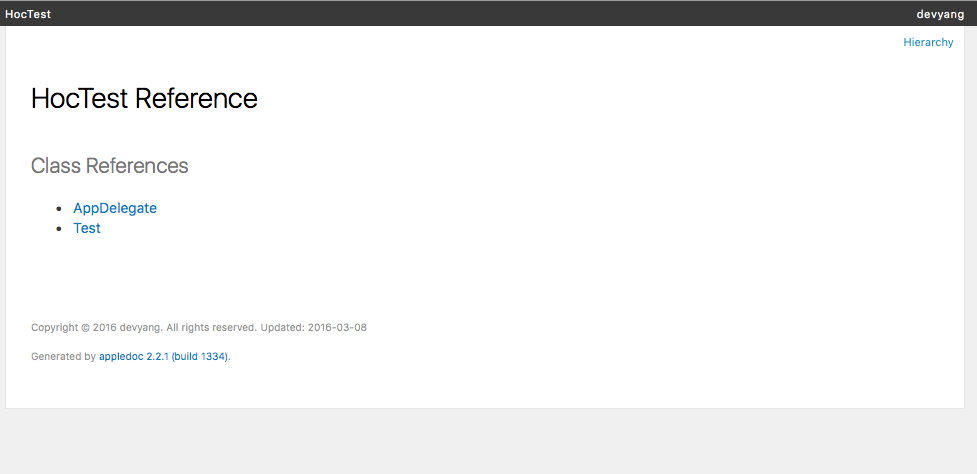 HocTest devyang
Hierarchy
HocTest Reference
Class References
AppDelegate
Test
Copyright © 2016 devyang. All rights reserved. Updated: 2016-03-08
Generated by appledoc 2.2.1 (build 1334).